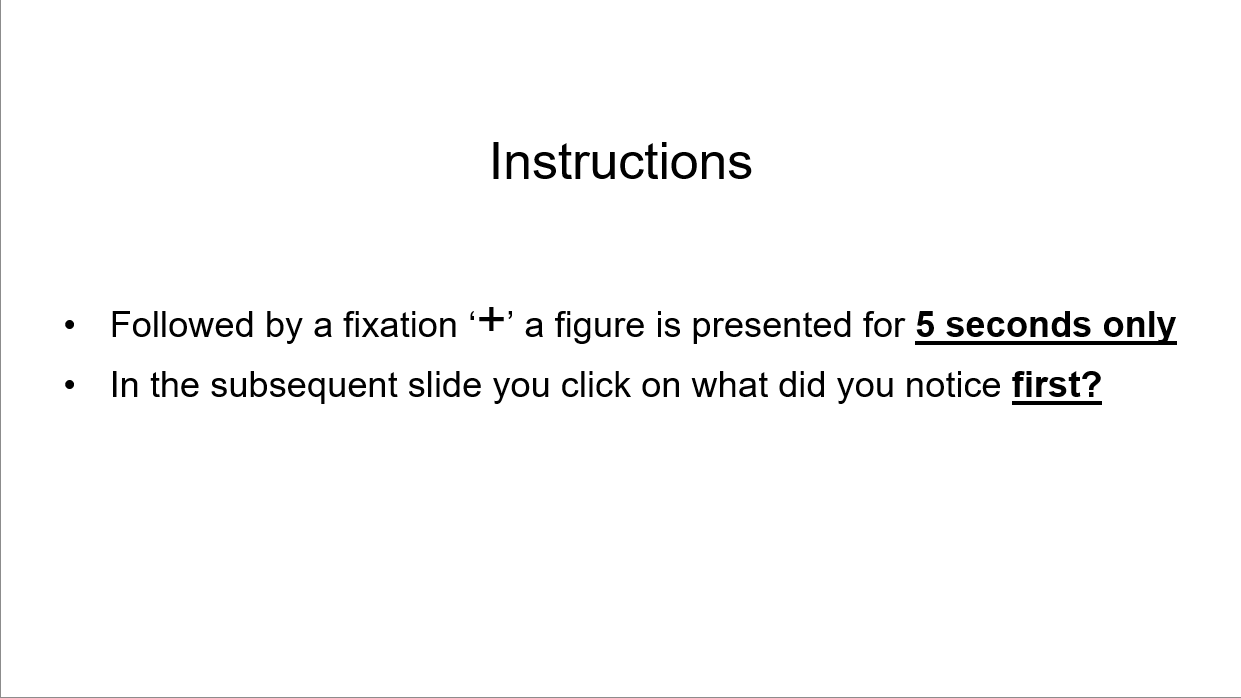 Instructions
• Followed by a fixation ‘+’ a figure is presented for 5 seconds only
• In the subsequent slide you click on what did you notice first?